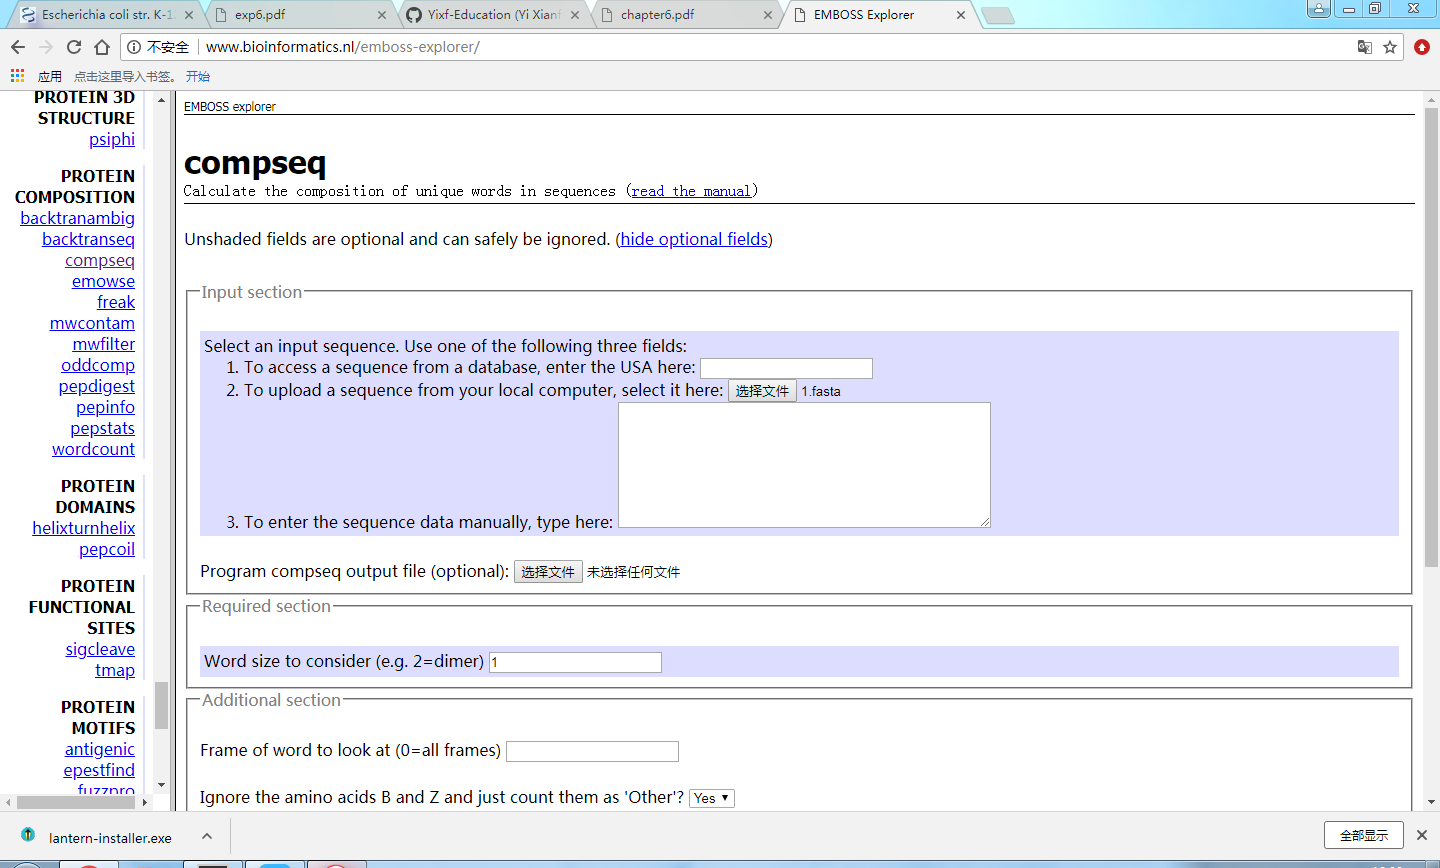 Escherichia coli str. K-1
exp6.pdf
Yixf-Education (Yi Xianf
chapter6.pdf
EMBOSS Explorer
不安全
www.bioinformatics.nl/emboss-explorer/
应用
点击这里导入书签。
开始
PROTEIN 3D
STRUCTURE
psiphi
PROTEIN
COMPOSITION
backtranambig
backtranseq
compseq
emowse
freak
mwcontam
mwfilter
oddcomp
pepdigest
pepinfo
pepstats
wordcount
PROTEIN
DOMAINS
helixturnhelix
pepcoil
PROTEIN
FUNCTIONAL
SITES
sigcleave
tmap
PROTEIN
MOTIFS
antigenic
epestfind
fuzzpro
EMBOSS explorer
compseq
Calculate the composition of unique words in sequences (read the manual)
Unshaded fields are optional and can safely be ignored. (hide optional fields)
Input section
Select an input sequence. Use one of the following three fields:
1. To access a sequence from a database, enter the USA here:
2. To upload a sequence from your local computer, select it here: 选择文件 1.fasta
3. To enter the sequence data manually, type here:
Program compseq output file (optional): 选择文件 未选择任何文件
Required section
Word size to consider (e.g. 2=dimer) 1
Additional section
Frame of word to look at (0=all frames)
Ignore the amino acids B and Z and just count them as 'Other'? Yes
lantern-installer.exe
全部显示